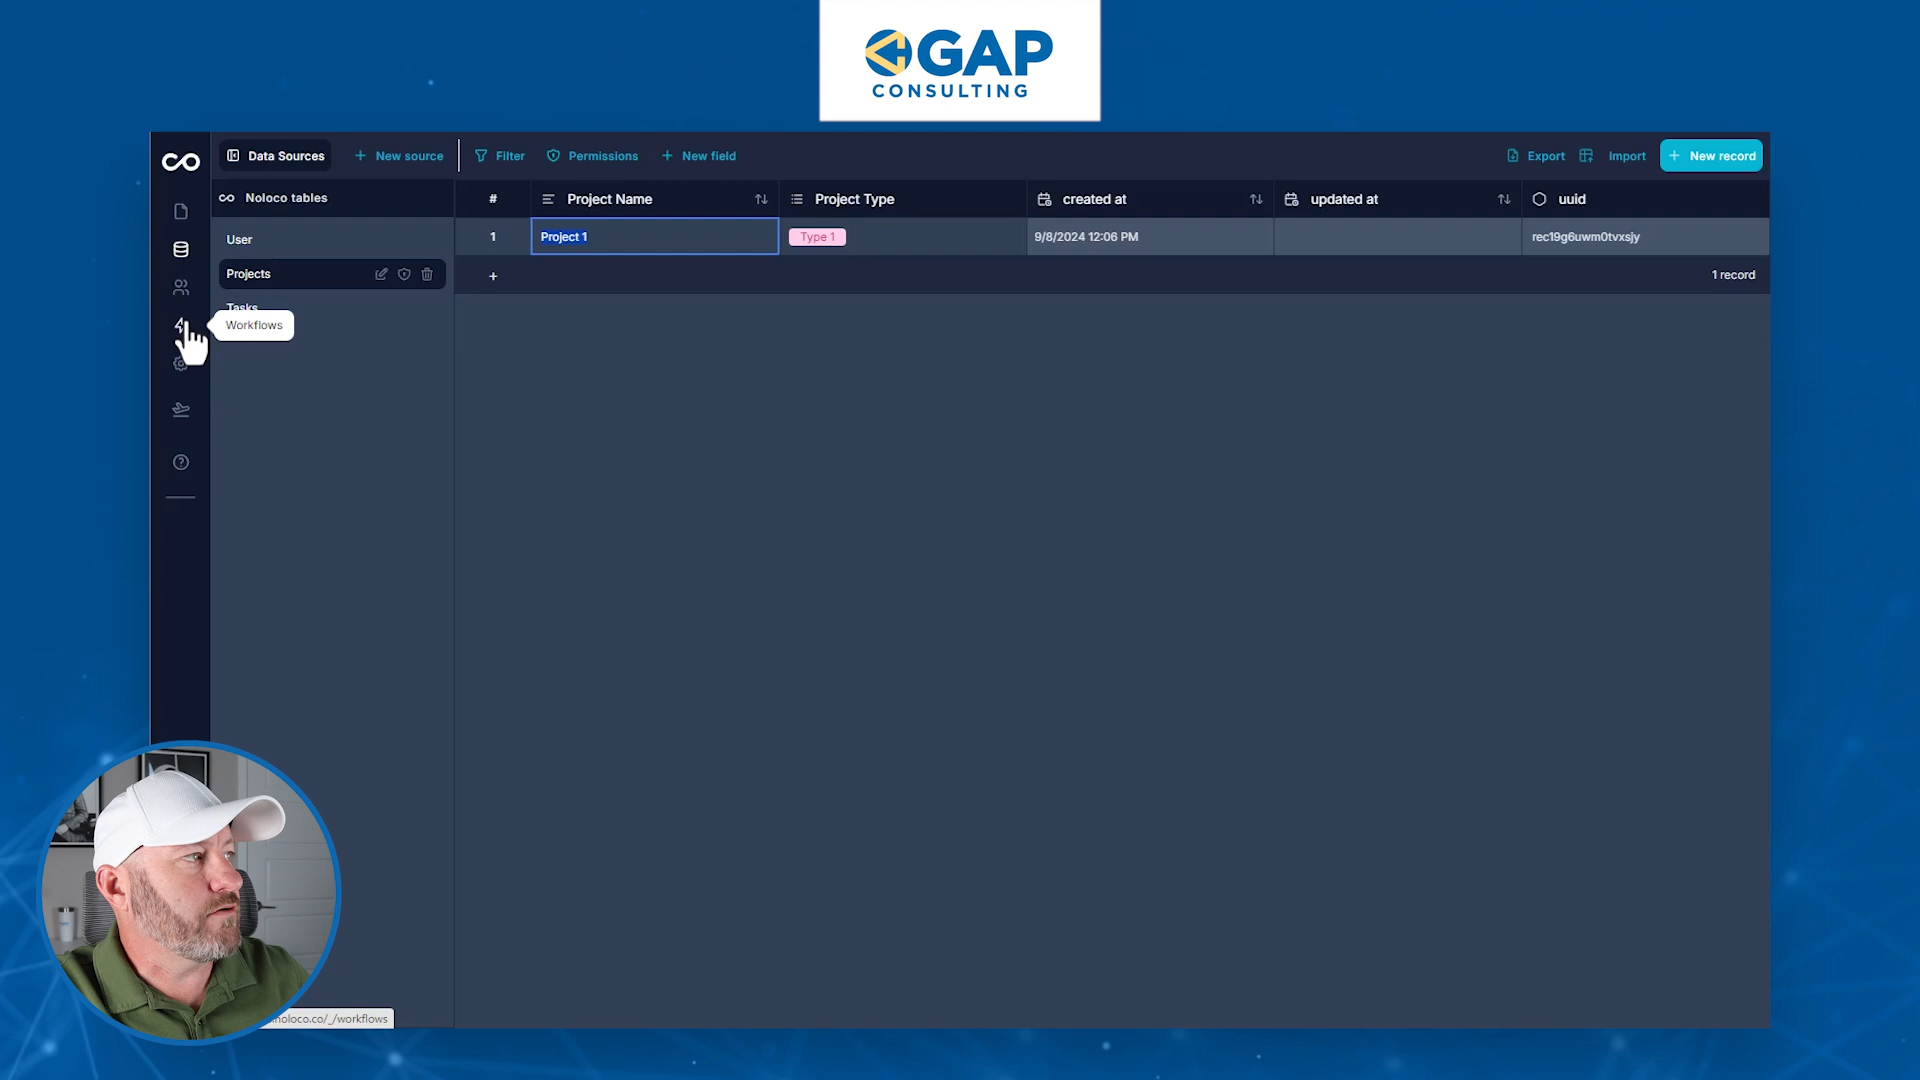 GAP
CONSULTING
Data Sources
New source
Filter
Permissions
New field
Export
Import
New record
Noloco tables
#
Project Name
Project Type
created at
updated at
uuid
User
1
Project 1
Type 1
9/8/2024 12:06 PM
rec19g6uwm0tvxsjy
Projects
+
1 record
Tasks
Workflows
noloco.co/_/workflows